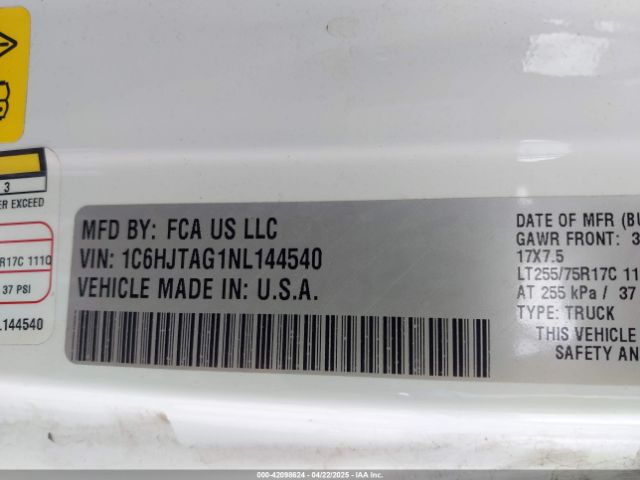 3
ER EXCEED
R17C 111Q
37 PSI
L144540
MFD BY: FCA US LLC
VIN: 1C6HJTAG1NL144540
VEHICLE MADE IN: U.S.A.
DATE OF MFR (BU
GAWR FRONT: 3
17X7.5
LT255/75R17C 11
AT 255 kPa / 37
TYPE: TRUCK
THIS VEHICLE
SAFETY AN
000-42098624 - 04/22/2025 - IAA Inc.